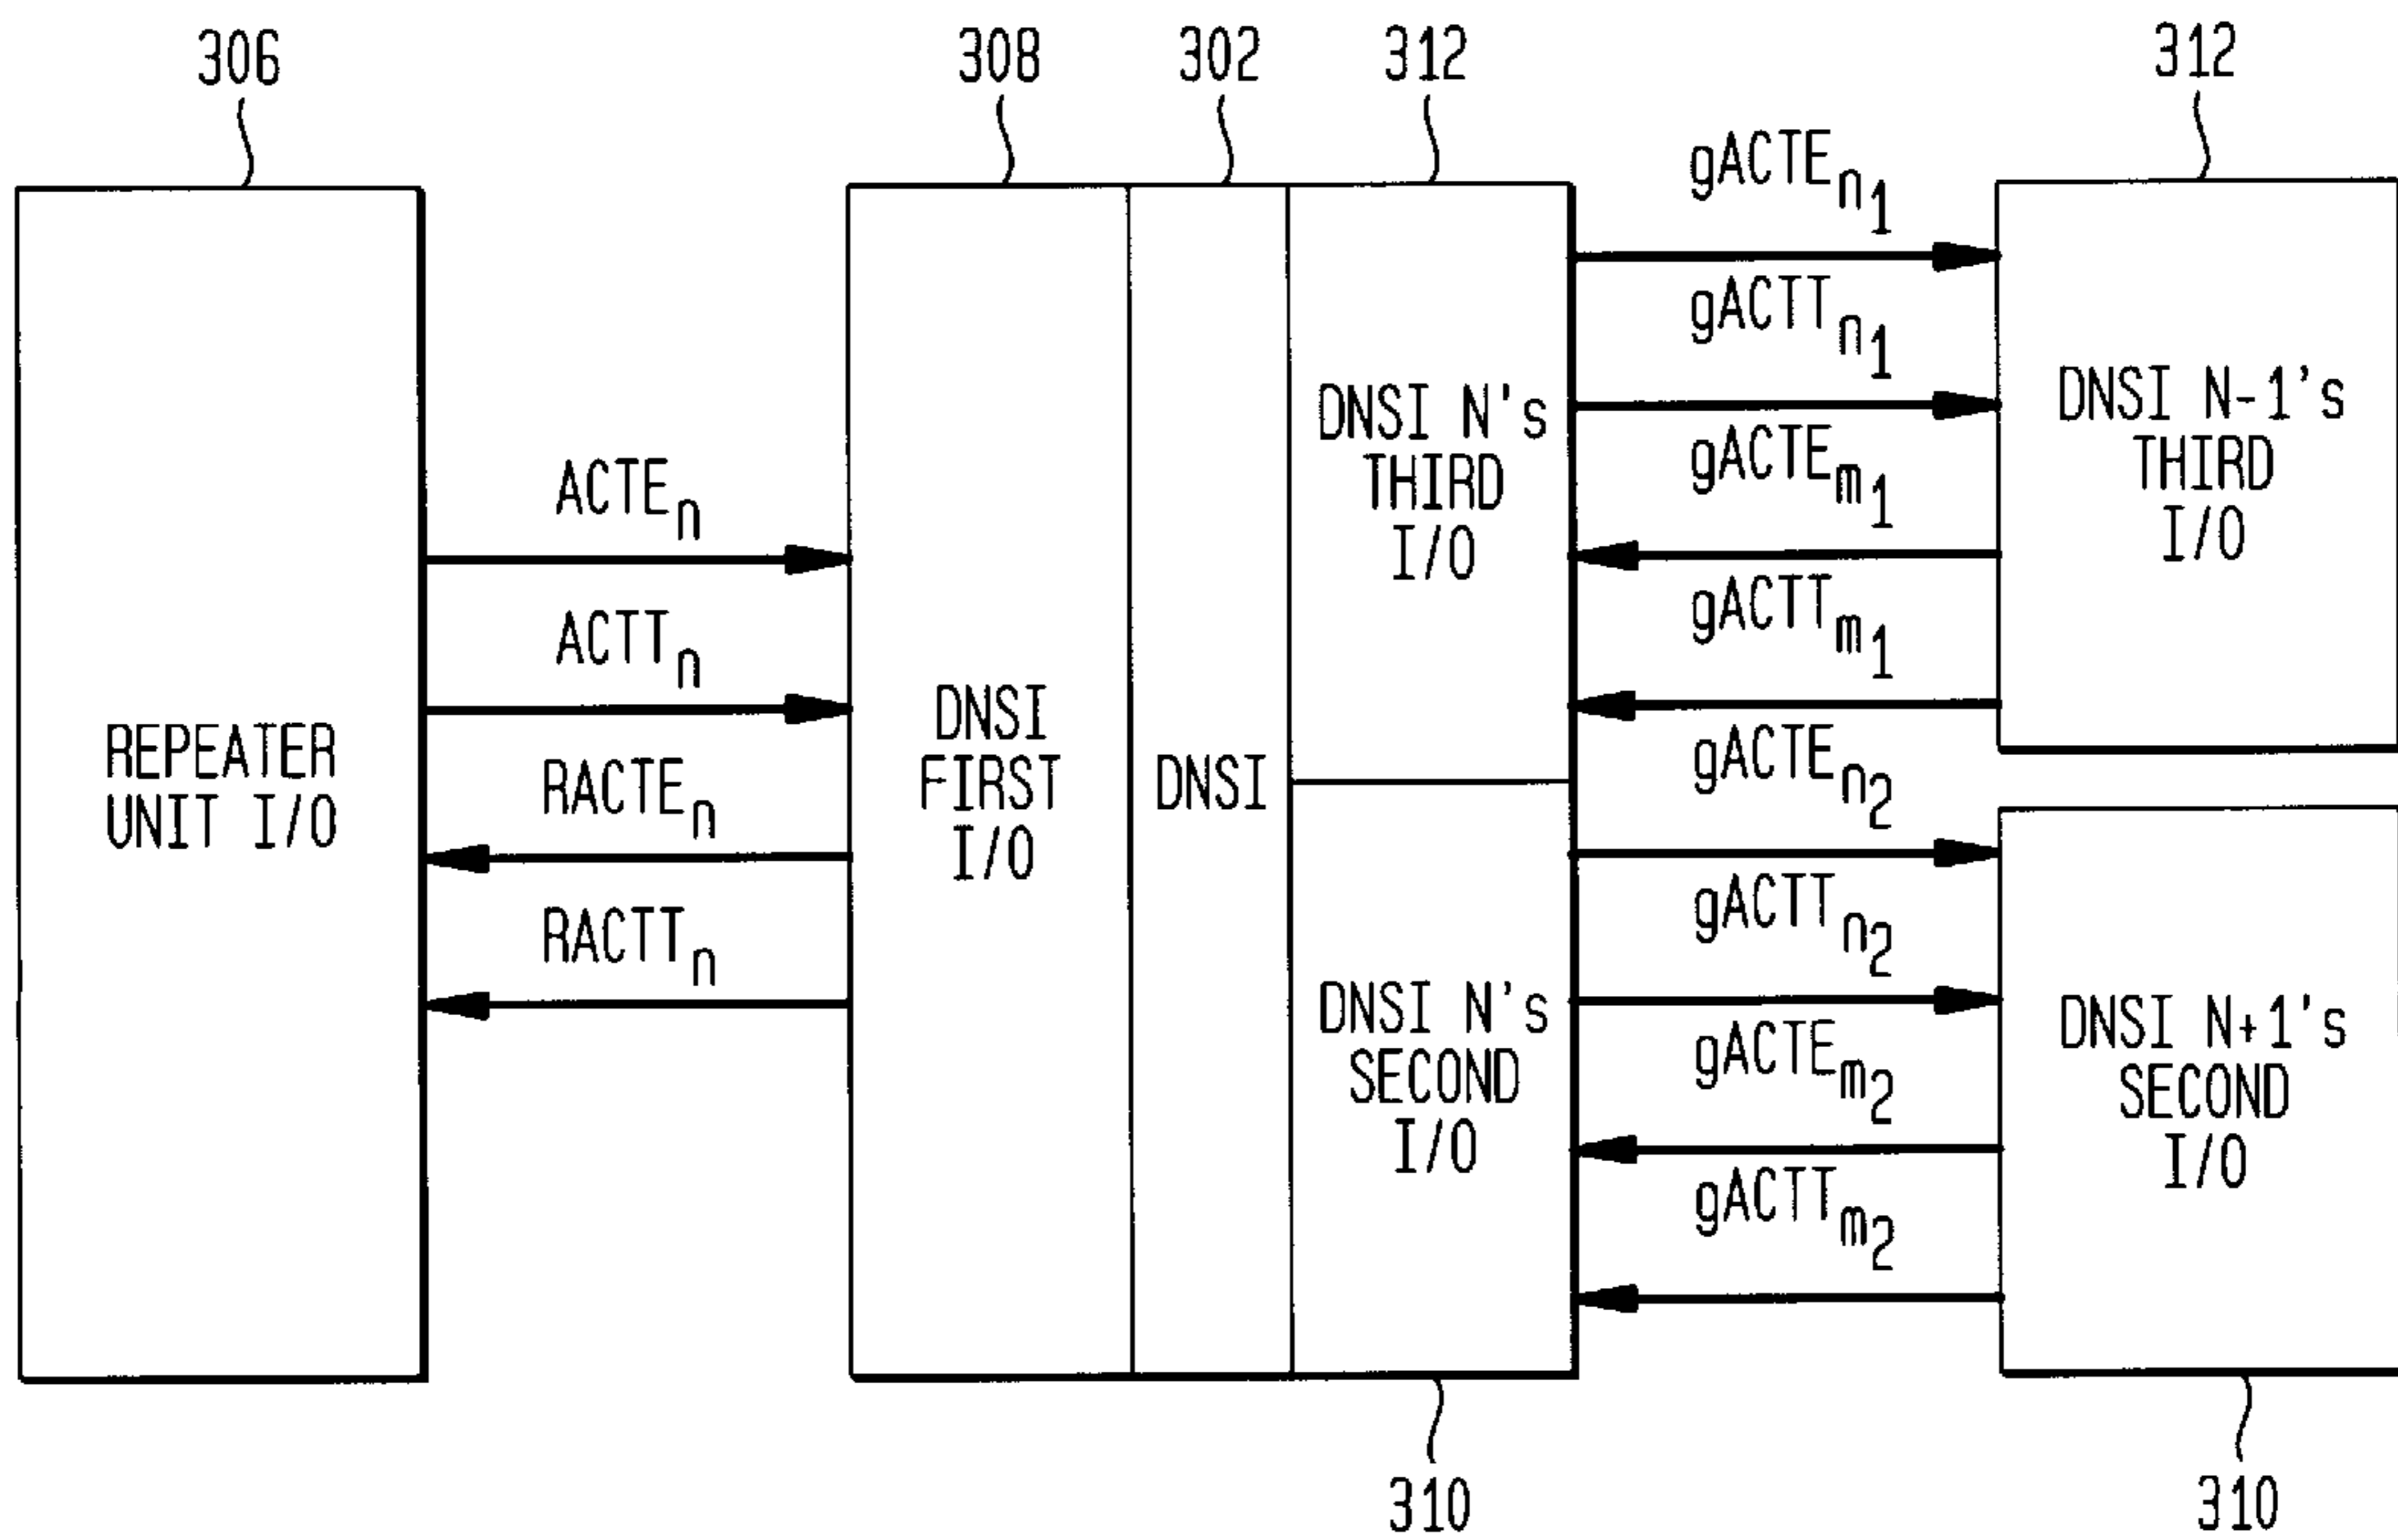 306
308
302
312
312
REPEATER
UNIT I/O
ACTEn
ACTTn
RACTEn
RACTTn
DNSI
FIRST
I/O
DNSI
DNSI N's
THIRD
I/O
DNSI N's
SECOND
I/O
gACTEn1
gACTTn1
gACTEm1
gACTTm1
gACTEn2
gACTTn2
gACTEm2
gACTTm2
DNSI N-1's
THIRD
I/O
DNSI N+1's
SECOND
I/O
310
310